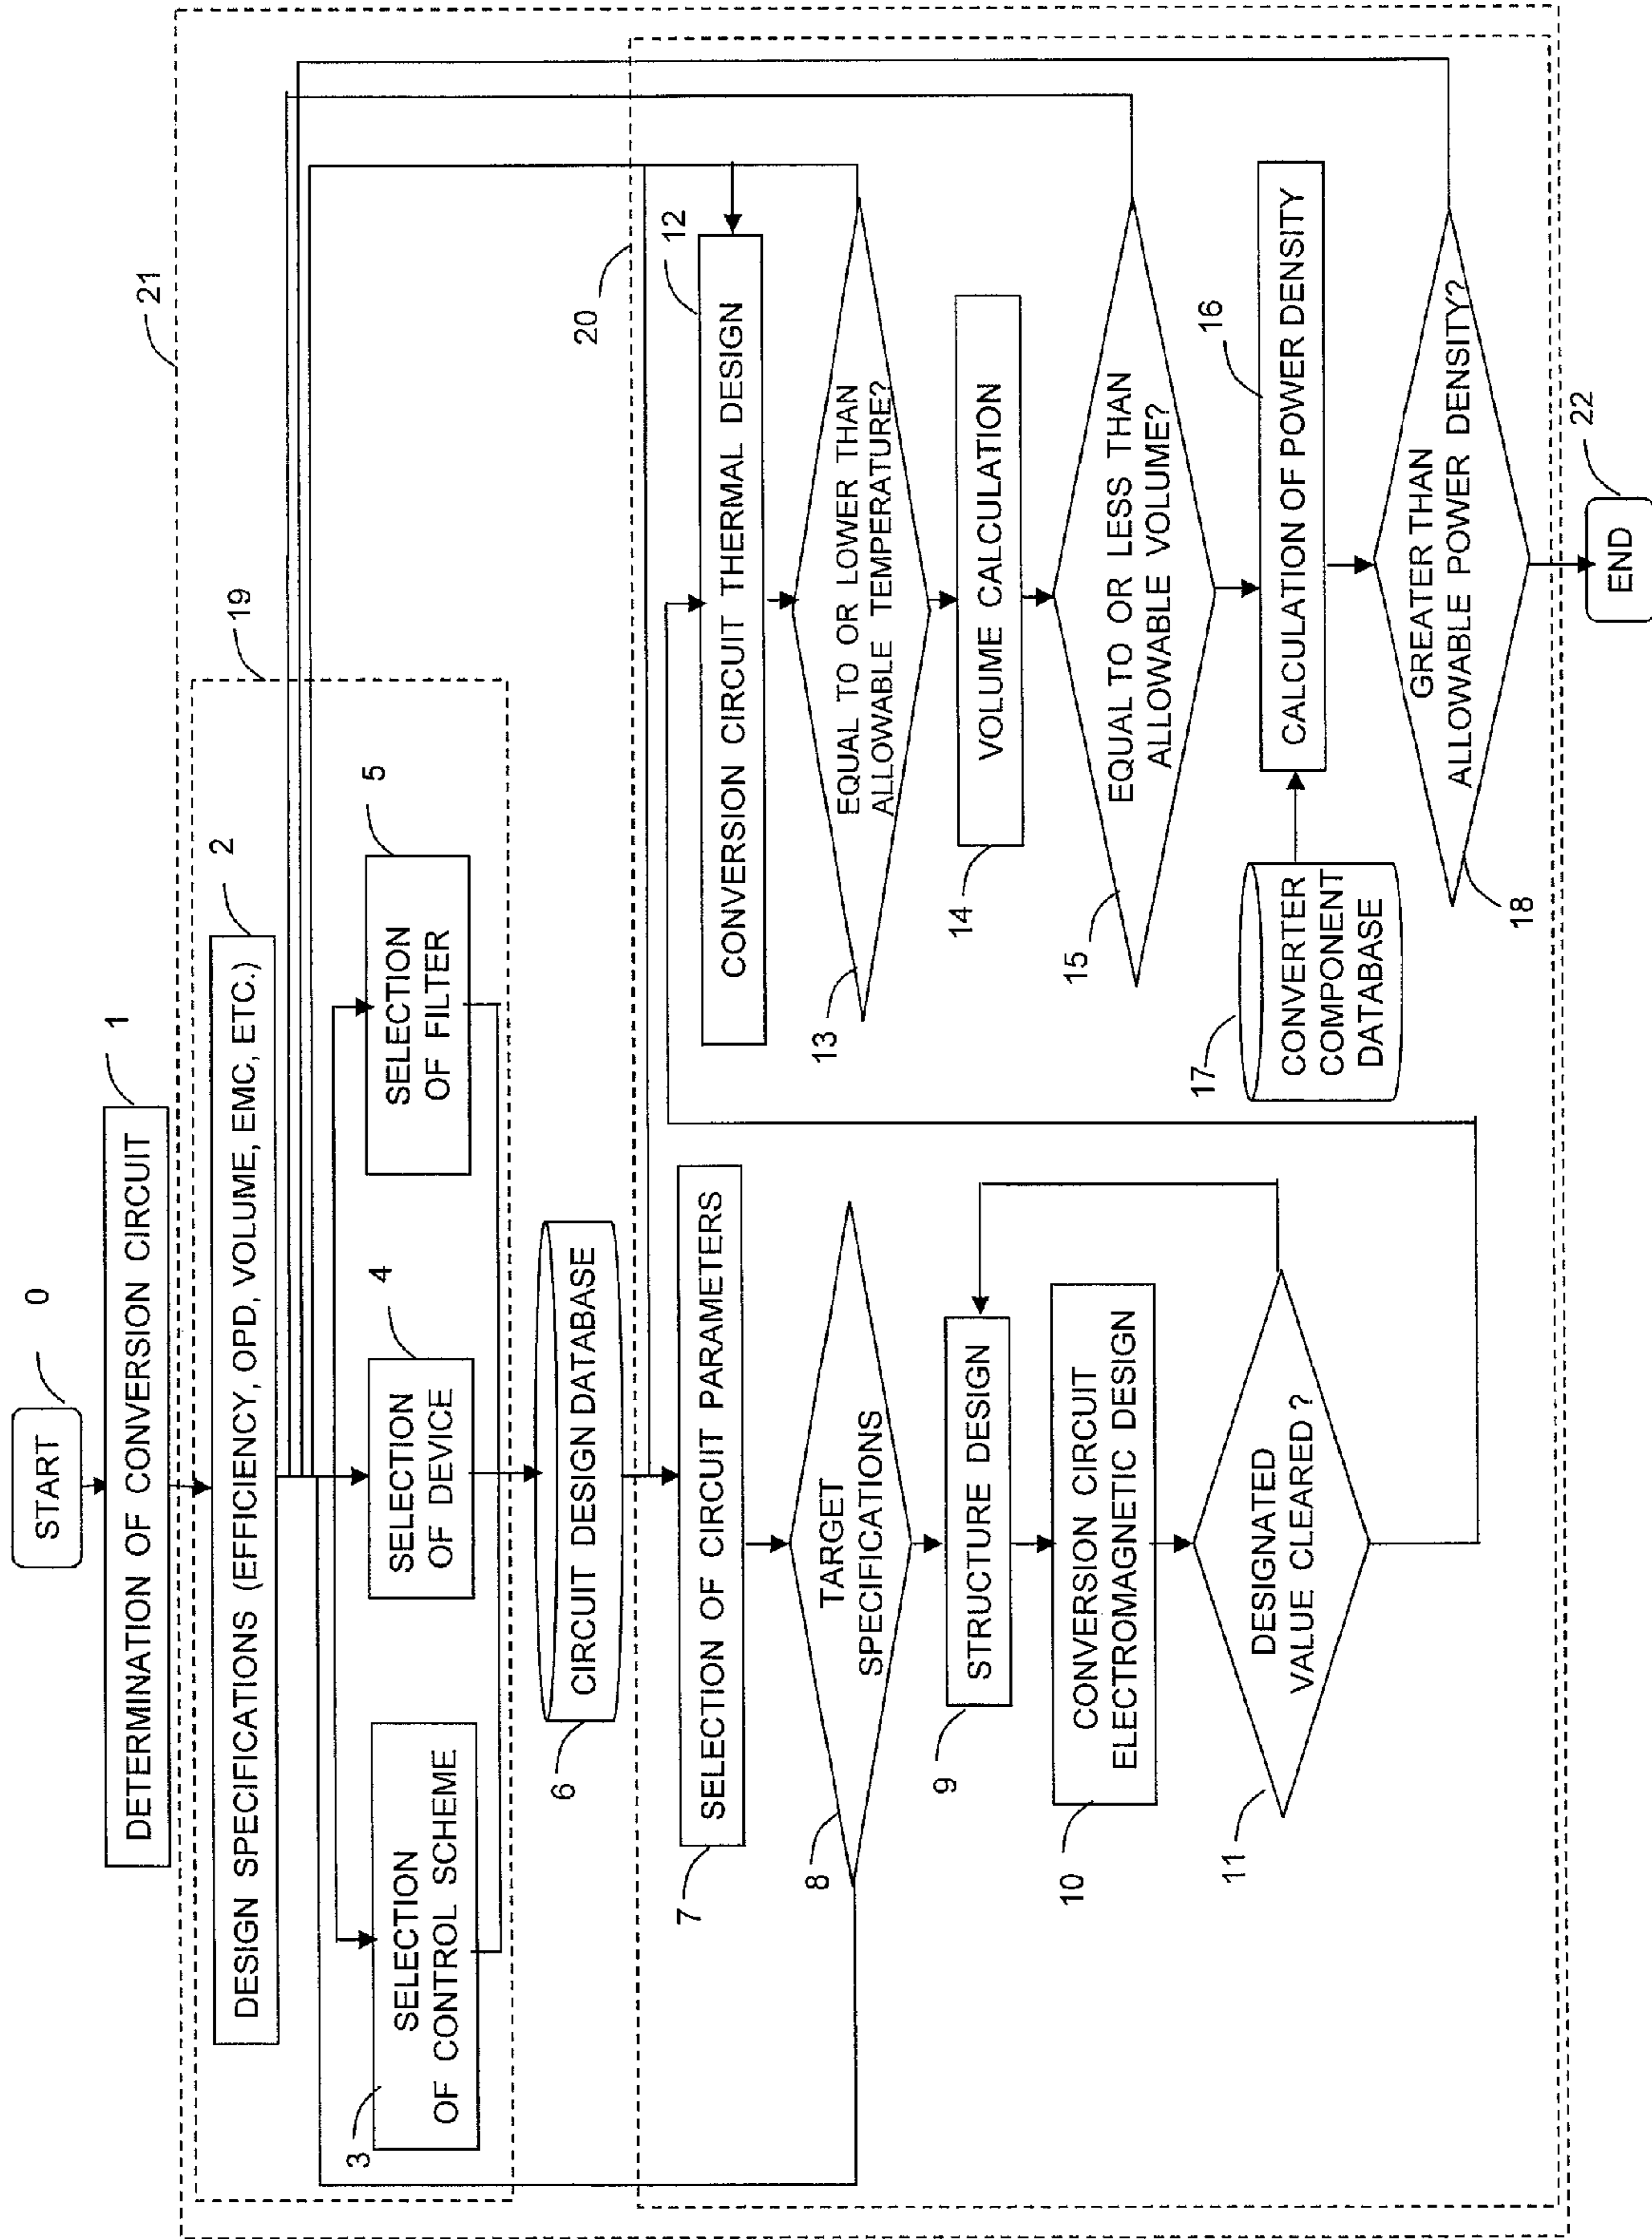 START
0
DETERMINATION OF CONVERSION CIRCUIT
1
21
DESIGN SPECIFICATIONS (EFFICIENCY, OPD, VOLUME, EMC, ETC.)
2
19
SELECTION
OF CONTROL SCHEME
3
SELECTION
OF DEVICE
4
SELECTION
OF FILTER
5
CIRCUIT DESIGN DATABASE
6
20
SELECTION OF CIRCUIT PARAMETERS
7
TARGET
SPECIFICATIONS
8
STRUCTURE DESIGN
9
CONVERSION CIRCUIT
ELECTROMAGNETIC DESIGN
10
DESIGNATED
VALUE CLEARED ?
11
CONVERSION CIRCUIT THERMAL DESIGN
12
EQUAL TO OR LOWER THAN
ALLOWABLE TEMPERATURE?
13
VOLUME CALCULATION
14
EQUAL TO OR LESS THAN
ALLOWABLE VOLUME?
15
CALCULATION OF POWER DENSITY
16
CONVERTER
COMPONENT
DATABASE
17
GREATER THAN
ALLOWABLE POWER DENSITY?
18
END
22